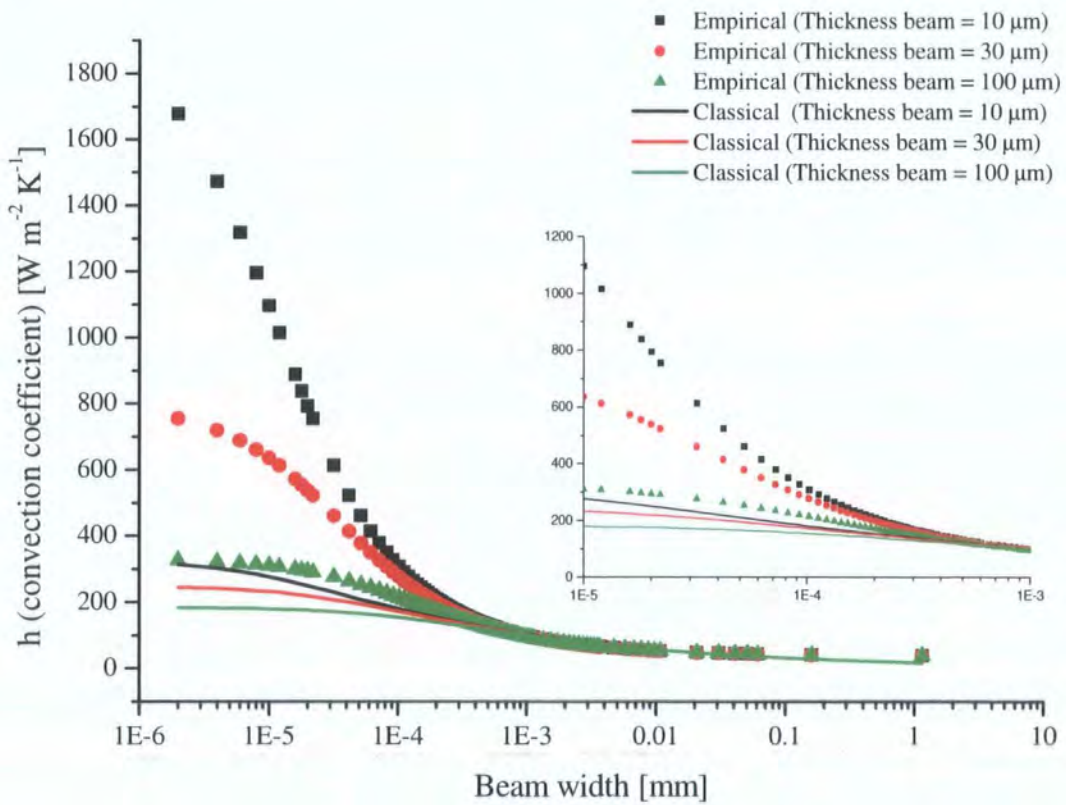 Empirical (Thickness beam = 10 µm)
Empirical (Thickness beam = 30 µm)
Empirical (Thickness beam = 100 µm)
Classical (Thickness beam = 10 µm)
Classical (Thickness beam = 30 µm)
Classical (Thickness beam = 100 µm)
h (convection coefficient) [W m⁻² K⁻¹]
1800
1600
1400
1200
1000
800
600
400
200
0
1E-6
1E-5
1E-4
1E-3
0.01
0.1
1
10
Beam width [mm]
1200
1000
800
600
400
200
0
1E-5
1E-4
1E-3